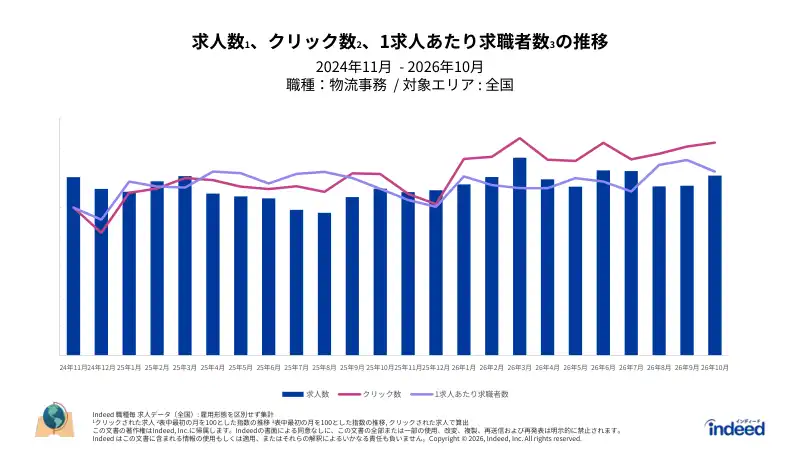 求人数1、クリック数2、1求人あたり求職者数3の推移
2024年11月 - 2026年10月
職種：物流事務 / 対象エリア : 全国
24年11月 24年12月 25年1月 25年2月 25年3月 25年4月 25年5月 25年6月 25年7月 25年8月 25年9月 25年10月 25年11月 25年12月 26年1月 26年2月 26年3月 26年4月 26年5月 26年6月 26年7月 26年8月 26年9月 26年10月
求人数 クリック数 1求人あたり求職者数
Indeed 職種毎 求人データ（全国）: 雇用形態を区別せず集計
¹クリックされた求人 ²表中最初の月を100とした指数の推移 ³表中最初の月を100とした指数の推移, クリックされた求人で算出
この文書の著作権はIndeed, Inc.に帰属します。Indeedの書面による同意なしに、この文書の全部または一部の使用、改変、複製、再送信および再発表は明示的に禁止されます。
Indeed はこの文書に含まれる情報の使用もしくは適用、またはそれらの解釈によるいかなる責任も負いません。Copyright © 2026, Indeed, Inc. All rights reserved.
インディード
indeed